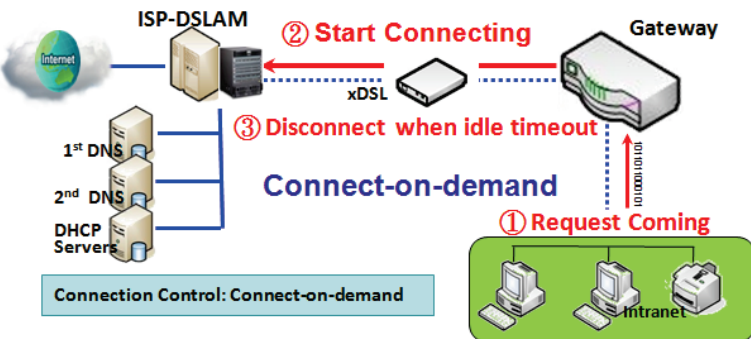 ISP-DSLAM
② Start Connecting
Gateway
Internet
xDSL
③ Disconnect when idle timeout
1st DNS
101101000101
2nd DNS
Connect-on-demand
① Request Coming
DHCP
Servers
Connection Control: Connect-on-demand
Intranet